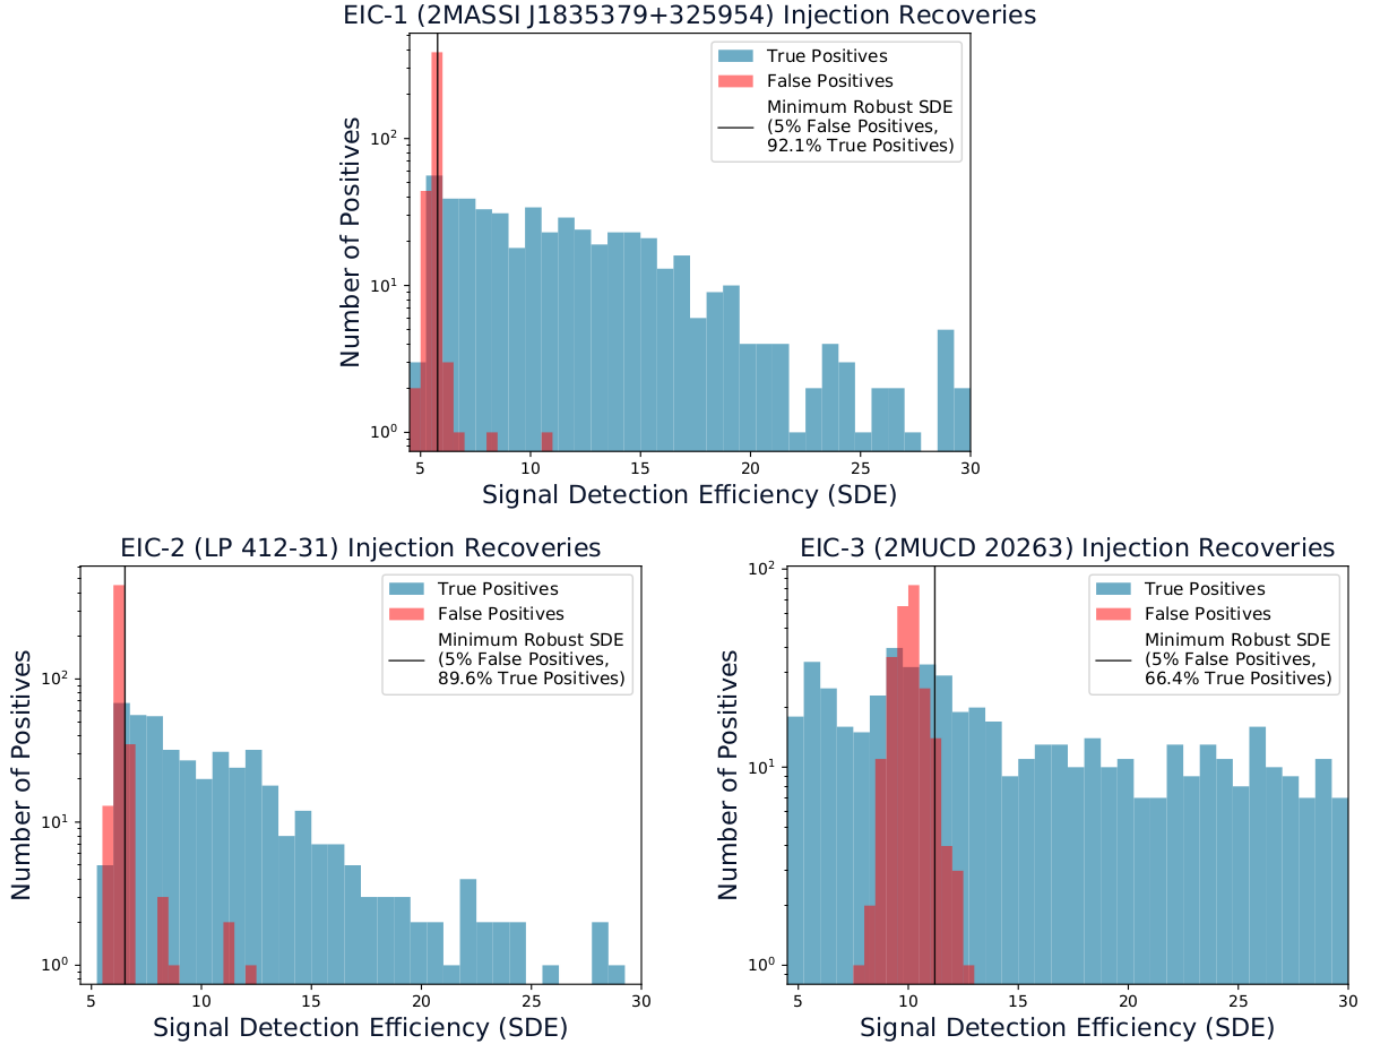 EIC-1 (2MASSI J1835379+325954) Injection Recoveries
Number of Positives
10²
10¹
10⁰
True Positives
False Positives
Minimum Robust SDE
(5% False Positives,
92.1% True Positives)
5 10 15 20 25 30
Signal Detection Efficiency (SDE)
EIC-2 (LP 412-31) Injection Recoveries
Number of Positives
10²
10¹
10⁰
True Positives
False Positives
Minimum Robust SDE
(5% False Positives,
89.6% True Positives)
5 10 15 20 25 30
Signal Detection Efficiency (SDE)
EIC-3 (2MUCD 20263) Injection Recoveries
Number of Positives
10²
10¹
10⁰
True Positives
False Positives
Minimum Robust SDE
(5% False Positives,
66.4% True Positives)
5 10 15 20 25 30
Signal Detection Efficiency (SDE)